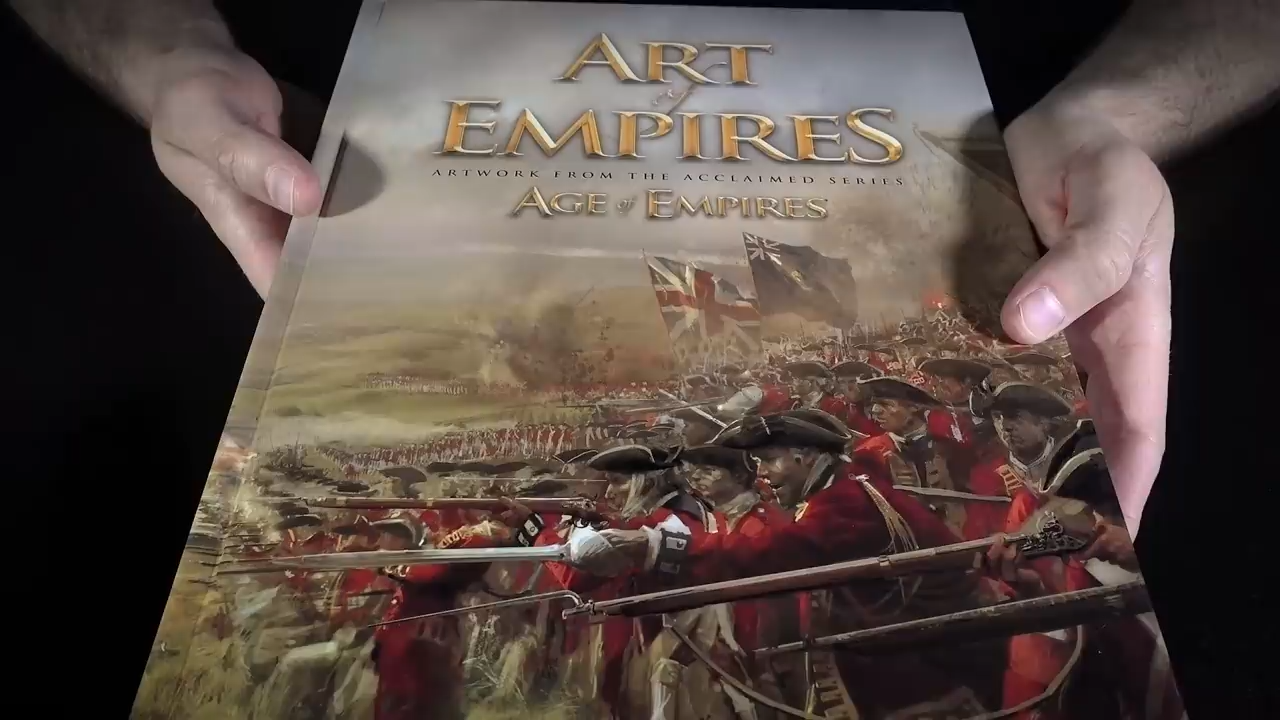 ART
of
EMPIRES
ARTWORK FROM THE ACCLAIMED SERIES
AGE OF EMPIRES